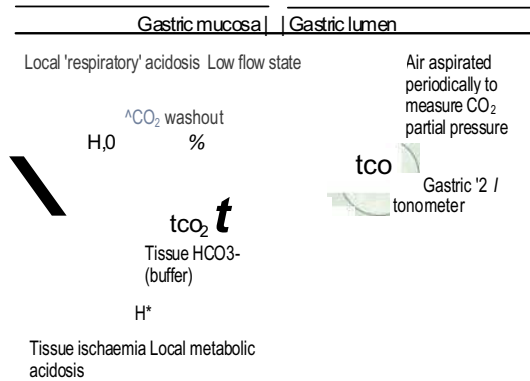 Gastric mucosa| |Gastric lumen
Local 'respiratory' acidosis Low flow state
Air aspirated
periodically to
measure CO₂
partial pressure
^CO₂ washout
H,0 %
tco
Gastric '2 I
tonometer
tco₂ t
Tissue HCO3-
(buffer)
H*
Tissue ischaemia Local metabolic
acidosis